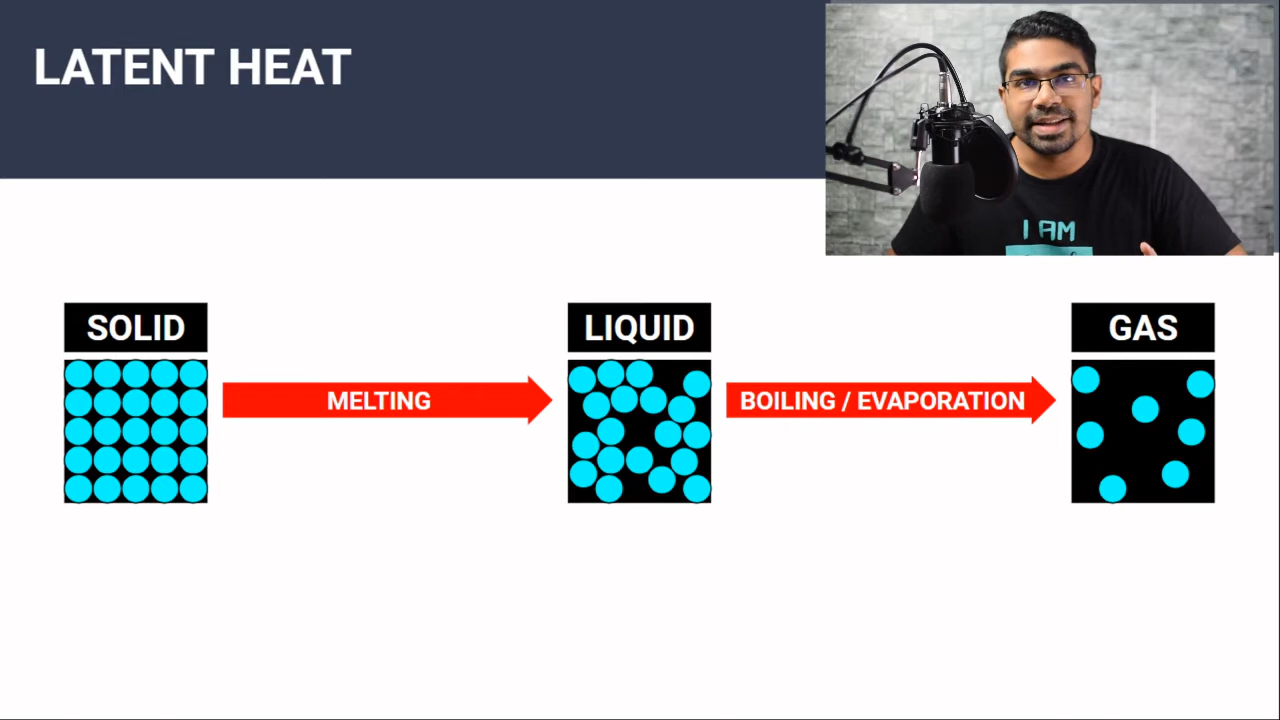 LATENT HEAT
I AM
SOLID
LIQUID
GAS
MELTING
BOILING / EVAPORATION